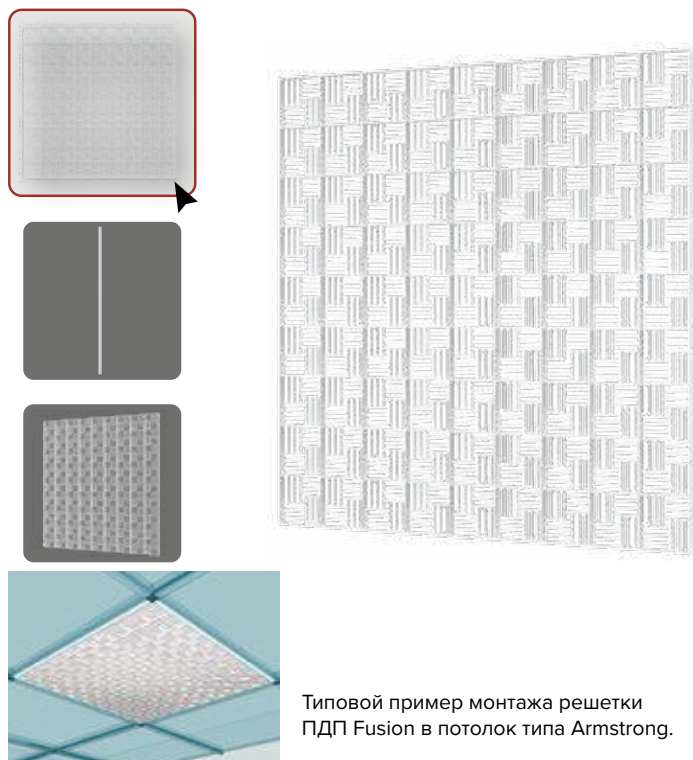 Типовой пример монтажа решетки
ПДП Fusion в потолок типа Armstrong.